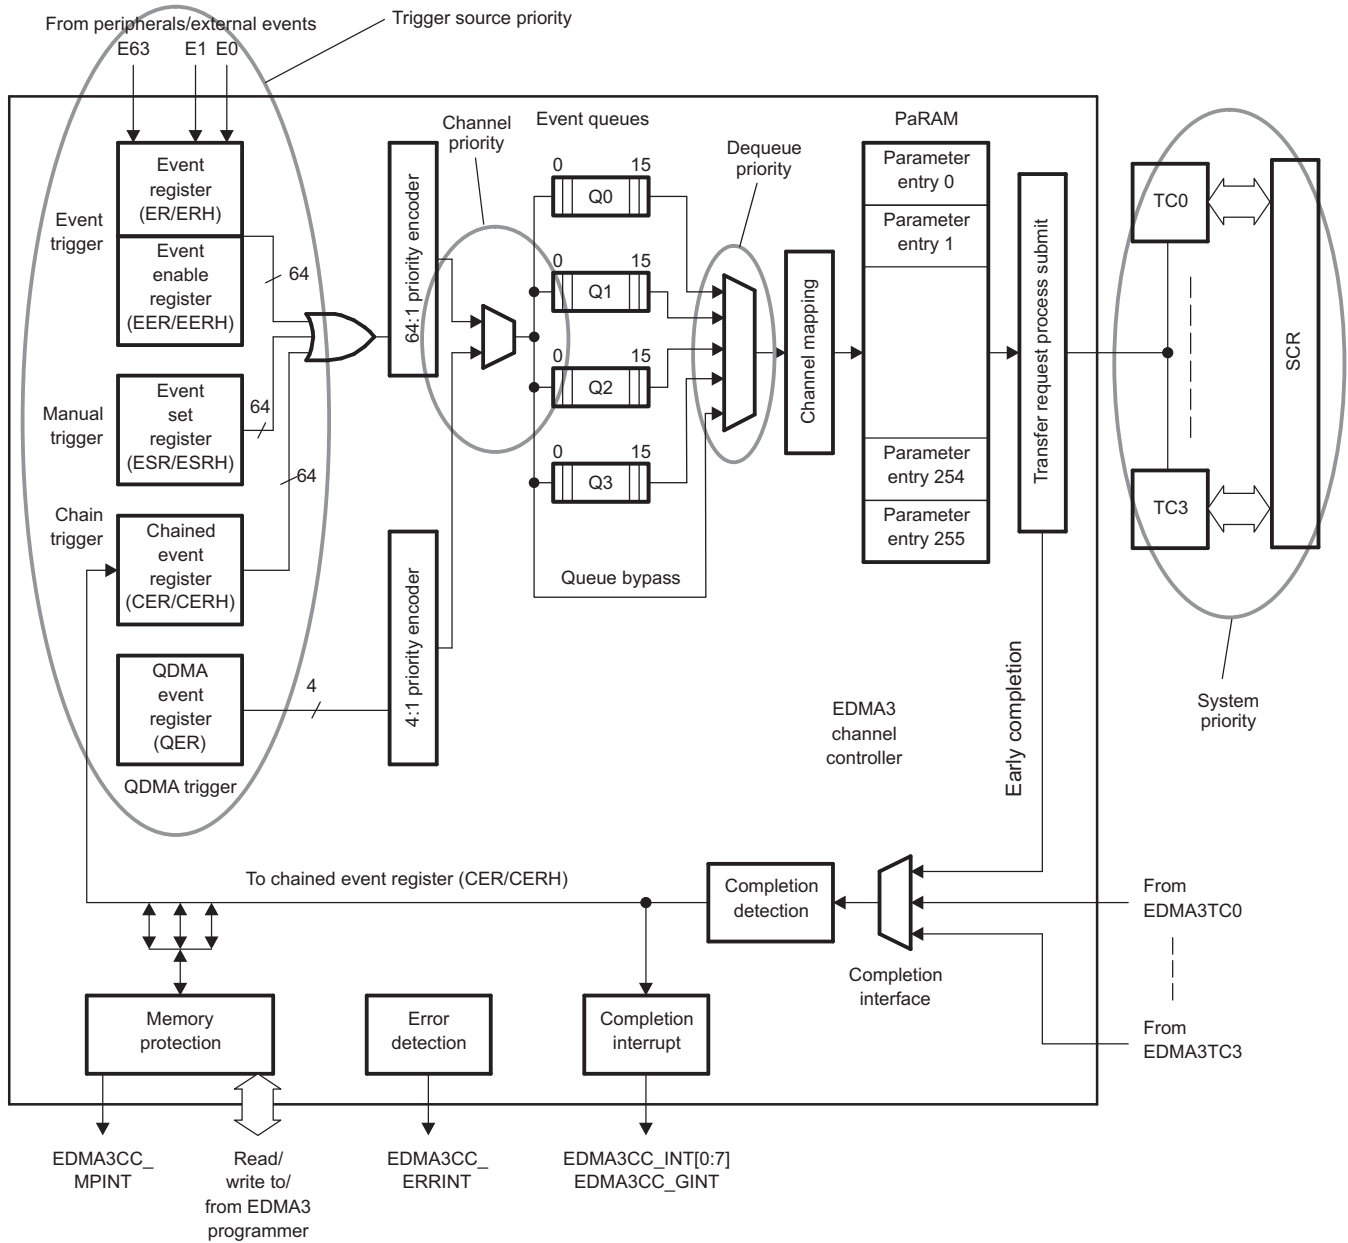 From peripherals/external events
E63
E1
E0
Trigger source priority
Event
register
(ER/ERH)
Event
trigger
Event
enable
register
(EER/EERH)
64
Manual
trigger
Event
set
register
(ESR/ESRH)
64
64
Chain
trigger
Chained
event
register
(CER/CERH)
QDMA
event
register
(QER)
4
QDMA trigger
64:1 priority encoder
4:1 priority encoder
Channel
priority
Event queues
0
15
Q0
0
15
Q1
0
15
Q2
0
15
Q3
Queue bypass
Dequeue
priority
Channel mapping
PaRAM
Parameter
entry 0
Parameter
entry 1
Parameter
entry 254
Parameter
entry 255
Transfer request process submit
TC0
TC3
SCR
System
priority
EDMA3
channel
controller
Early completion
To chained event register (CER/CERH)
Completion
detection
Completion
interface
From
EDMA3TC0
From
EDMA3TC3
Memory
protection
Error
detection
Completion
interrupt
EDMA3CC_
MPINT
Read/
write to/
from EDMA3
programmer
EDMA3CC_
ERRINT
EDMA3CC_INT[0:7]
EDMA3CC_GINT